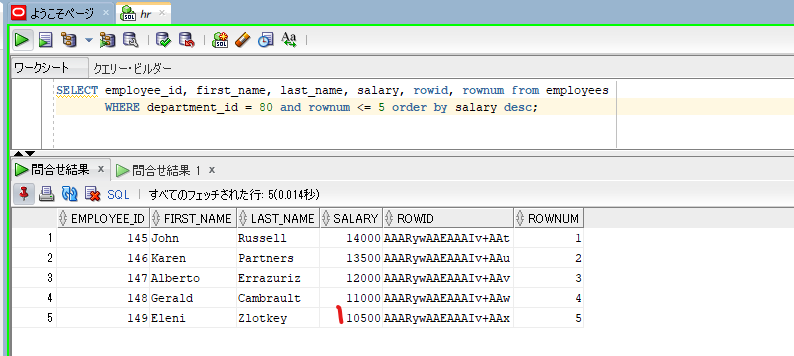 ようこそページ × hr ×
ワークシート クエリー・ビルダー
SELECT employee_id, first_name, last_name, salary, rowid, rownum from employees
WHERE department_id = 80 and rownum <= 5 order by salary desc;
問合せ結果 × 問合せ結果 1 ×
SQL | すべてのフェッチされた行: 5(0.014秒)
EMPLOYEE_ID FIRST_NAME LAST_NAME SALARY ROWID ROWNUM
1 145 John Russell 14000 AAARywAAEAAAIv+AAt 1
2 146 Karen Partners 13500 AAARywAAEAAAIv+AAu 2
3 147 Alberto Errazuriz 12000 AAARywAAEAAAIv+AAv 3
4 148 Gerald Cambrault 11000 AAARywAAEAAAIv+AAw 4
5 149 Eleni Zlotkey 10500 AAARywAAEAAAIv+AAx 5